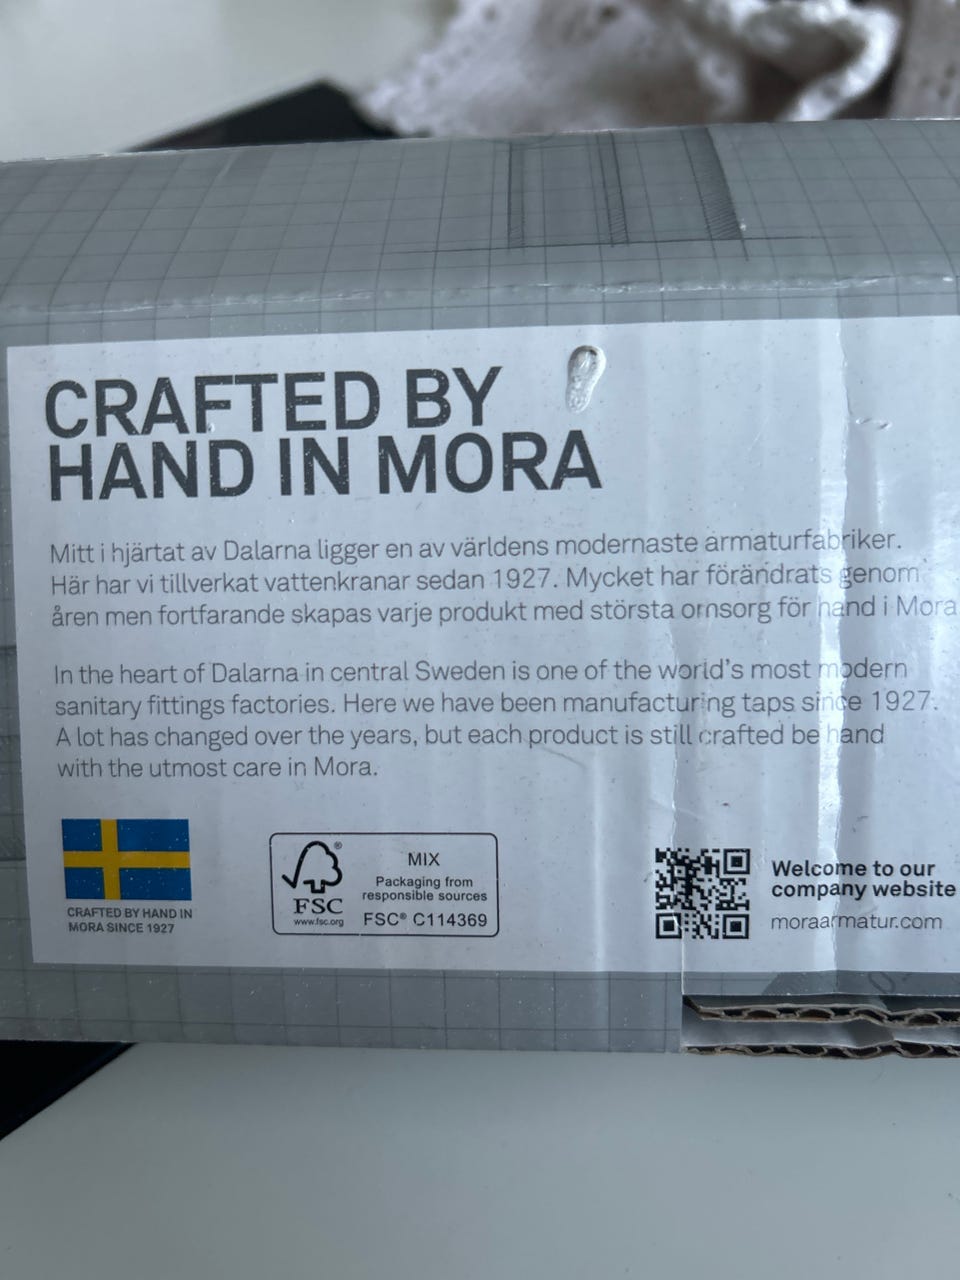 CRAFTED BY
HAND IN MORA
Mitt i hjärtat av Dalarna ligger en av världens modernaste armaturfabriker.
Här har vi tillverkat vattenkranar sedan 1927. Mycket har förändrats genom
åren men fortfarande skapas varje produkt med största ornsorg för hand i Mora
In the heart of Dalarna in central Sweden is one of the world's most modern
sanitary fittings factories. Here we have been manufacturing taps since 1927.
A lot has changed over the years, but each product is still crafted be hand
with the utmost care in Mora.
CRAFTED BY HAND IN
MORA SINCE 1927
®
FSC
www.fsc.org
MIX
Packaging from
responsible sources
FSC® C114369
Welcome to our
company website
moraarmatur.com